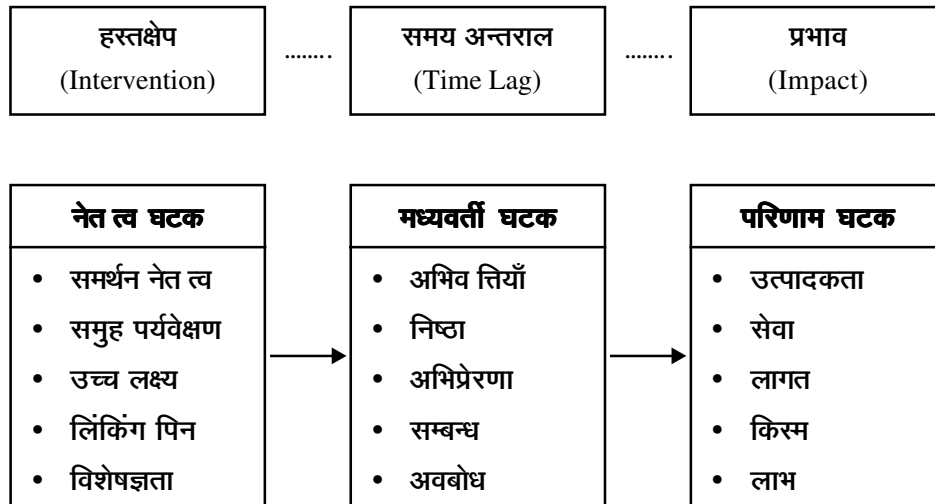 हस्तक्षेप ........ समय अन्तराल ........ प्रभाव
(Intervention) (Time Lag) (Impact)
नेत त्व घटक
• समर्थन नेत त्व
• समुह पर्यवेक्षण
• उच्च लक्ष्य
• लिंकिंग पिन
• विशेषज्ञता
मध्यवर्ती घटक
• अभिव त्तियाँ
• निष्ठा
• अभिप्रेरणा
• सम्बन्ध
• अवबोध
परिणाम घटक
• उत्पादकता
• सेवा
• लागत
• किस्म
• लाभ